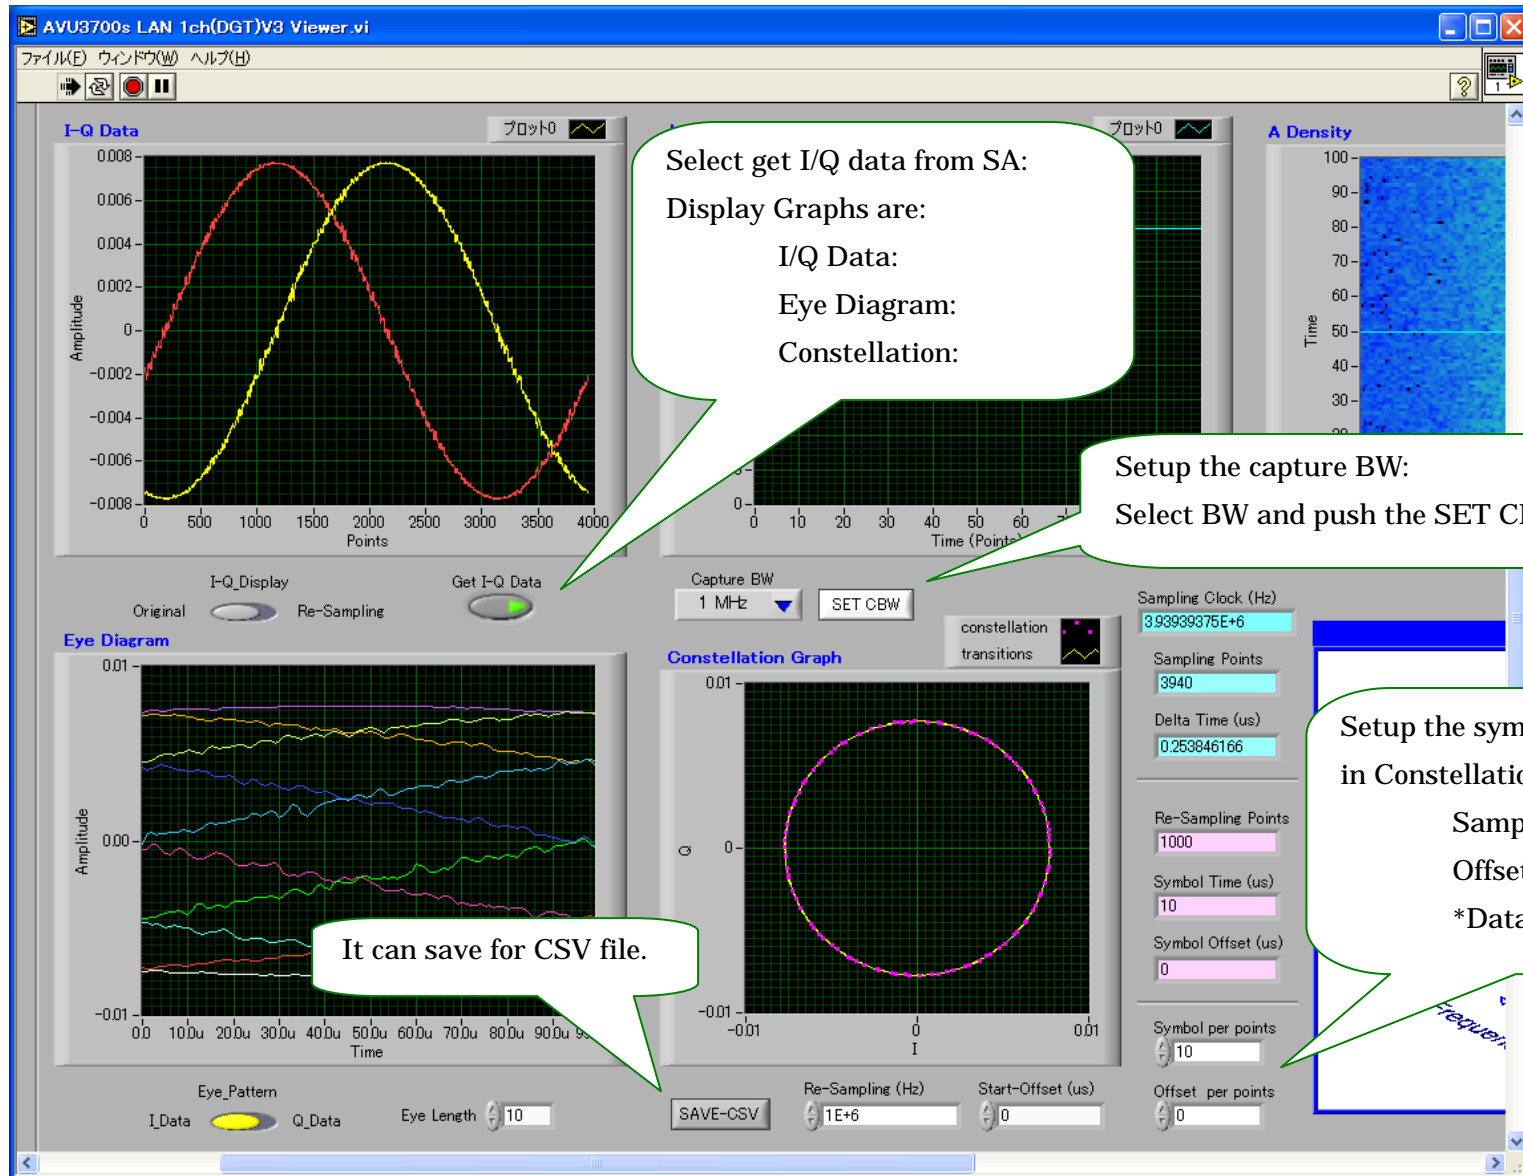 AVU3700s LAN 1ch(DGT)V3 Viewer.vi
ファイル(F) ウィンドウ(W) ヘルプ(H)
I-Q Data
プロット0
プロット0
A Density
0.008
0.006
0.004
0.002
0
-0.002
-0.004
-0.006
-0.008
Amplitude
0 500 1000 1500 2000 2500 3000 3500 4000
Points
Select get I/Q data from SA:
Display Graphs are:
I/Q Data:
Eye Diagram:
Constellation:
0
0 10 20 30 40 50 60
Time (Points)
100
90
80
70
60
50
40
30
Time
Setup the capture BW:
Select BW and push the SET
I-Q_Display
Original
Re-Sampling
Get I-Q Data
Capture BW
1 MHz
SET CBW
Sampling Clock (Hz)
3.93939375E+6
Sampling Points
3940
Delta Time (us)
0.253846166
Re-Sampling Points
1000
Symbol Time (us)
10
Symbol Offset (us)
0
Symbol per points
10
Offset per points
0
Setup the sym
in Constellatio
Samp
Offset
*Data
Frequen
Eye Diagram
0.01
0.00
-0.01
Amplitude
0.0 10.0u 20.0u 30.0u 40.0u 50.0u 60.0u 70.0u 80.0u 90.0u
Time
It can save for CSV file.
Constellation Graph
constellation
transitions
0.01
0
-0.01
Q
-0.01 0 0.01
I
Eye_Pattern
I_Data
Q_Data
Eye Length
10
SAVE-CSV
Re-Sampling (Hz)
1E+6
Start-Offset (us)
0